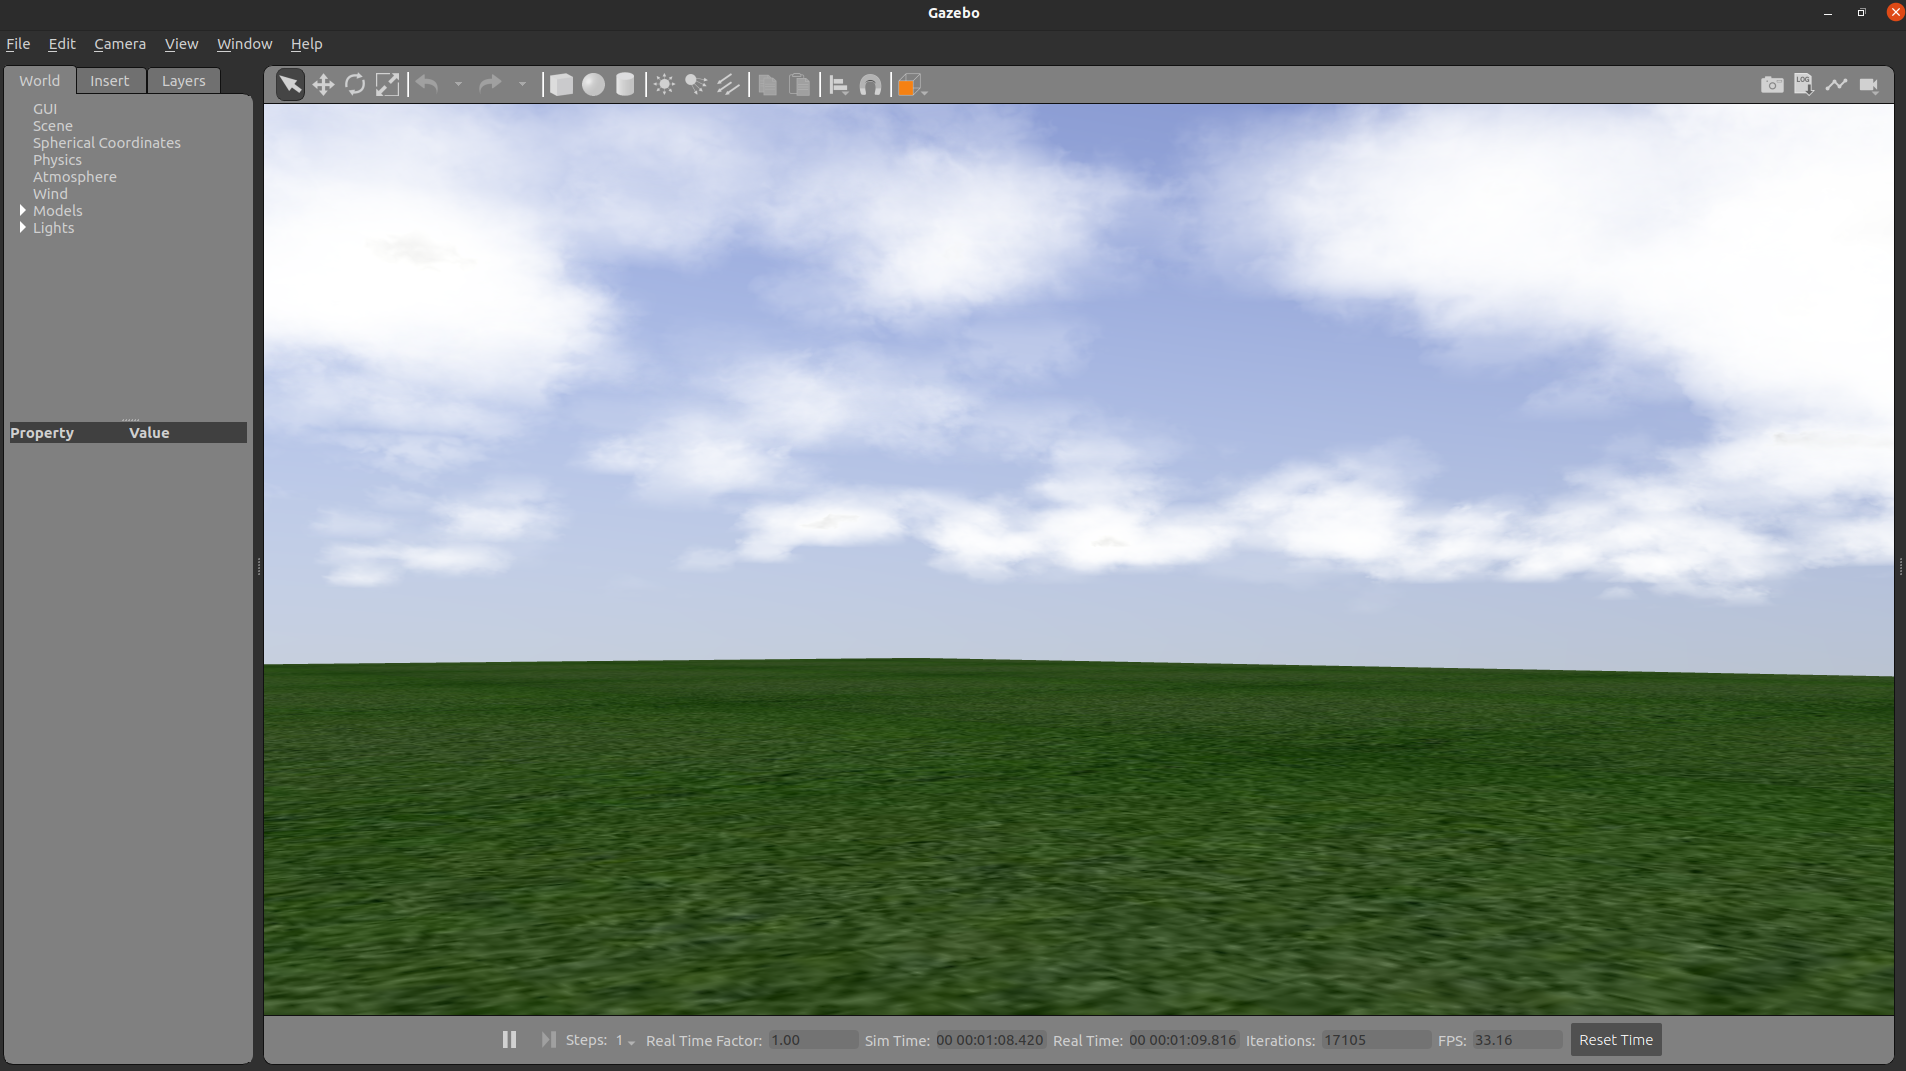 Gazebo
File Edit Camera View Window Help
World Insert Layers
LOG
GUI
Scene
Spherical Coordinates
Physics
Atmosphere
Wind
Models
Lights
Property Value
Steps: 1 Real Time Factor: 1.00 Sim Time: 00 00:01:08.420 Real Time: 00 00:01:09.816 Iterations: 17105 FPS: 33.16 Reset Time